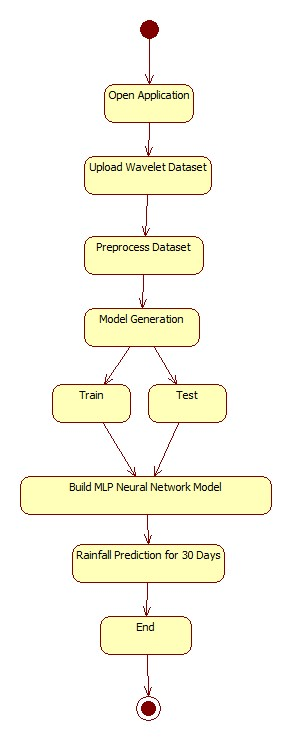 Open Application
Upload Wavelet Dataset
Preprocess Dataset
Model Generation
Train
Test
Build MLP Neural Network Model
Rainfall Prediction for 30 Days
End